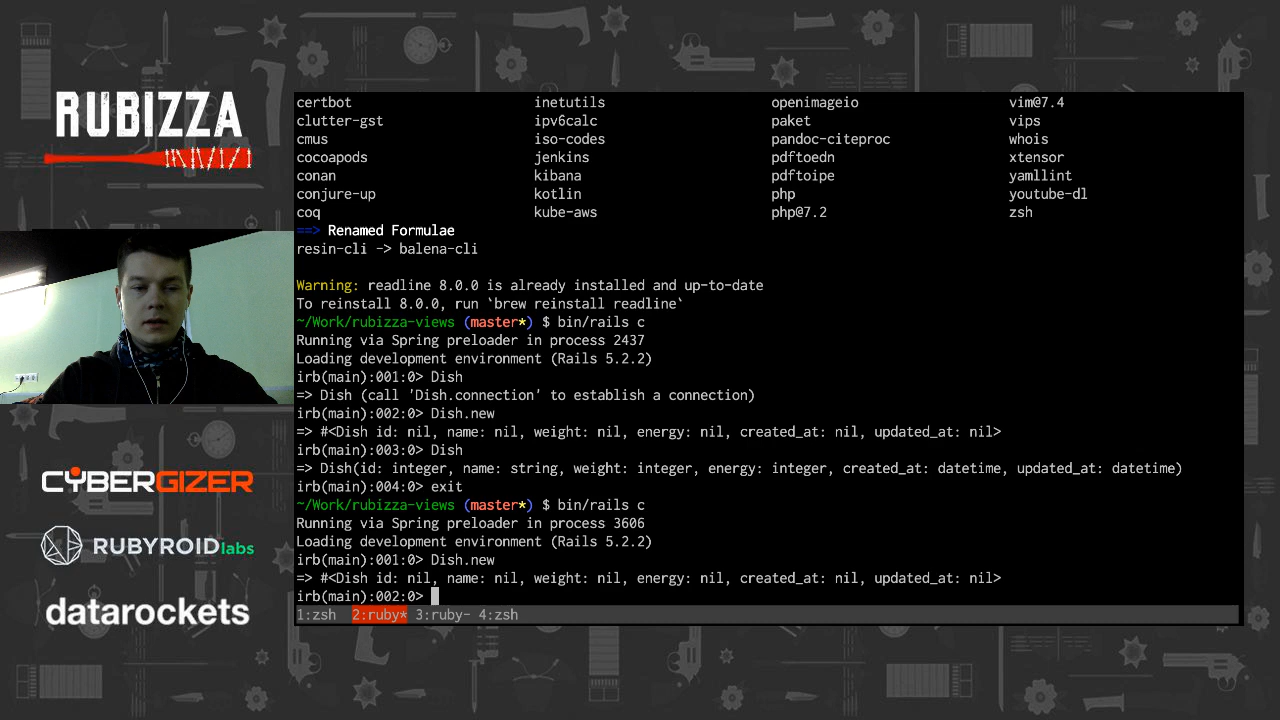 RUBIZZA
certbot inetutils openimageio vim@7.4
clutter-gst ipv6calc paket vips
cmus iso-codes pandoc-citeproc whois
cocoapods jenkins pdftoedn xtensor
conan kibana pdftoipe yamllint
conjure-up kotlin php youtube-dl
coq kube-aws php@7.2 zsh
==> Renamed Formulae
resin-cli -> balena-cli
Warning: readline 8.0.0 is already installed and up-to-date
To reinstall 8.0.0, run `brew reinstall readline`
~/Work/rubizza-views (master*) $ bin/rails c
Running via Spring preloader in process 2437
Loading development environment (Rails 5.2.2)
irb(main):001:0> Dish
=> Dish (call 'Dish.connection' to establish a connection)
irb(main):002:0> Dish.new
=> #<Dish id: nil, name: nil, weight: nil, energy: nil, created_at: nil, updated_at: nil>
irb(main):003:0> Dish
=> Dish(id: integer, name: string, weight: integer, energy: integer, created_at: datetime, updated_at: datetime)
irb(main):004:0> exit
~/Work/rubizza-views (master*) $ bin/rails c
Running via Spring preloader in process 3606
Loading development environment (Rails 5.2.2)
irb(main):001:0> Dish.new
=> #<Dish id: nil, name: nil, weight: nil, energy: nil, created_at: nil, updated_at: nil>
irb(main):002:0>
1:zsh 2:ruby* 3:ruby- 4:zsh
CYBERGIZER
RUBYROIDlabs
datarockets